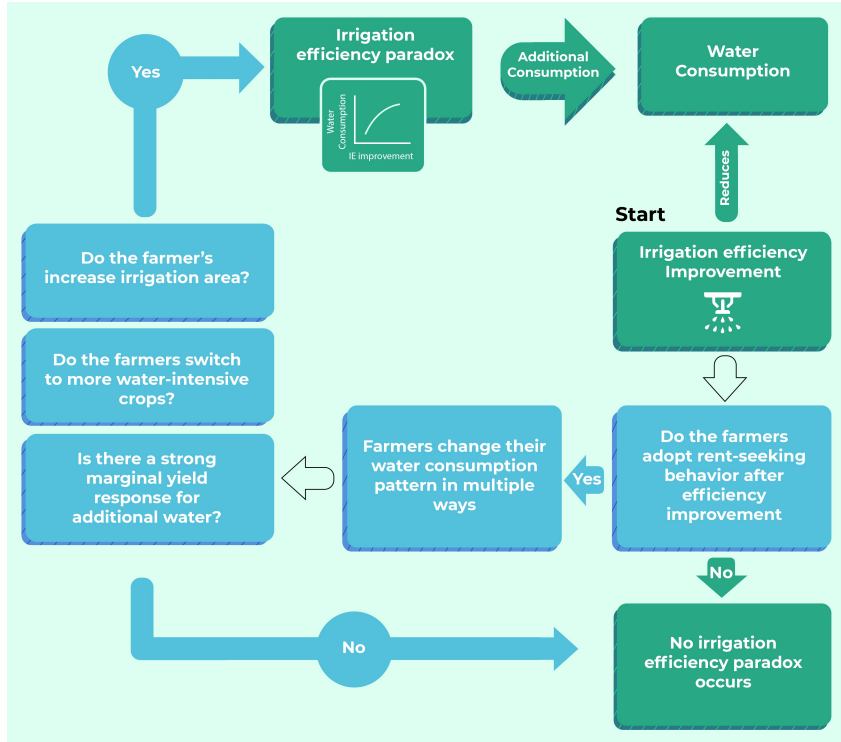 Yes
Irrigation
efficiency paradox
Water
Consumption
IE improvement
Additional
Consumption
Water
Consumption
Reduces
Start
Irrigation efficiency
Improvement
Do the farmer’s
increase irrigation area?
Do the farmers switch
to more water-intensive
crops?
Is there a strong
marginal yield
response for
additional water?
Farmers change their
water consumption
pattern in multiple
ways
Yes
Do the farmers
adopt rent-seeking
behavior after
efficiency
improvement
No
No
No irrigation
efficiency paradox
occurs